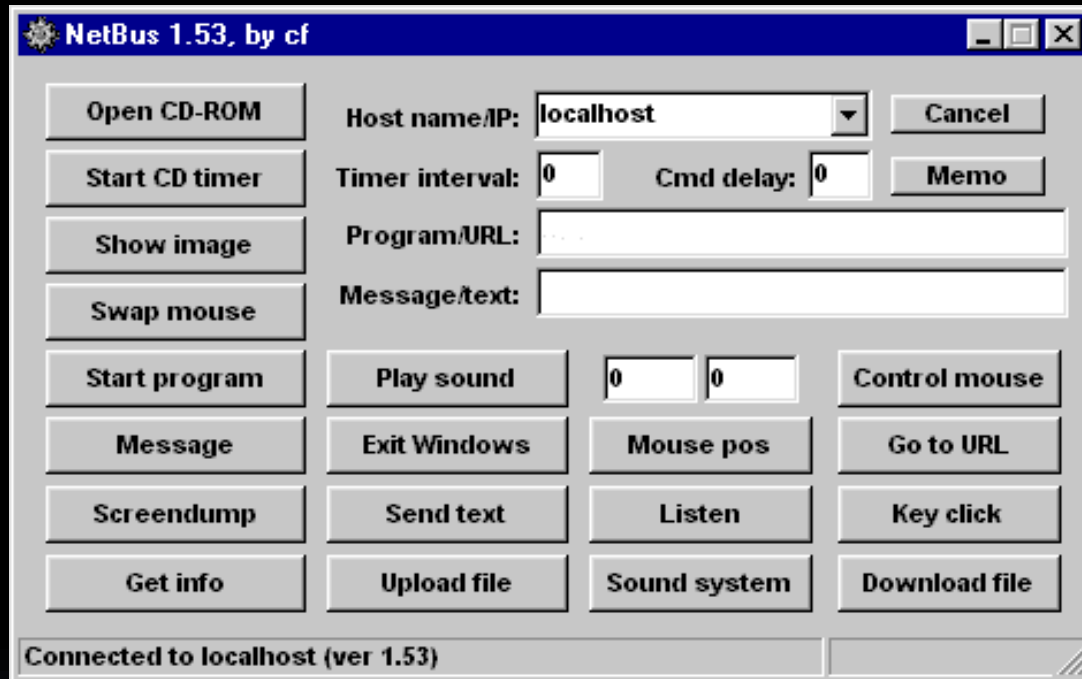 NetBus 1.53, by cf
Open CD-ROM
Host name/IP: localhost
Cancel
Start CD timer
Timer interval: 0
Cmd delay: 0
Memo
Show image
Program/URL:
Swap mouse
Message/text:
Start program
Play sound
0
0
Control mouse
Message
Exit Windows
Mouse pos
Go to URL
Screendump
Send text
Listen
Key click
Get info
Upload file
Sound system
Download file
Connected to localhost (ver 1.53)